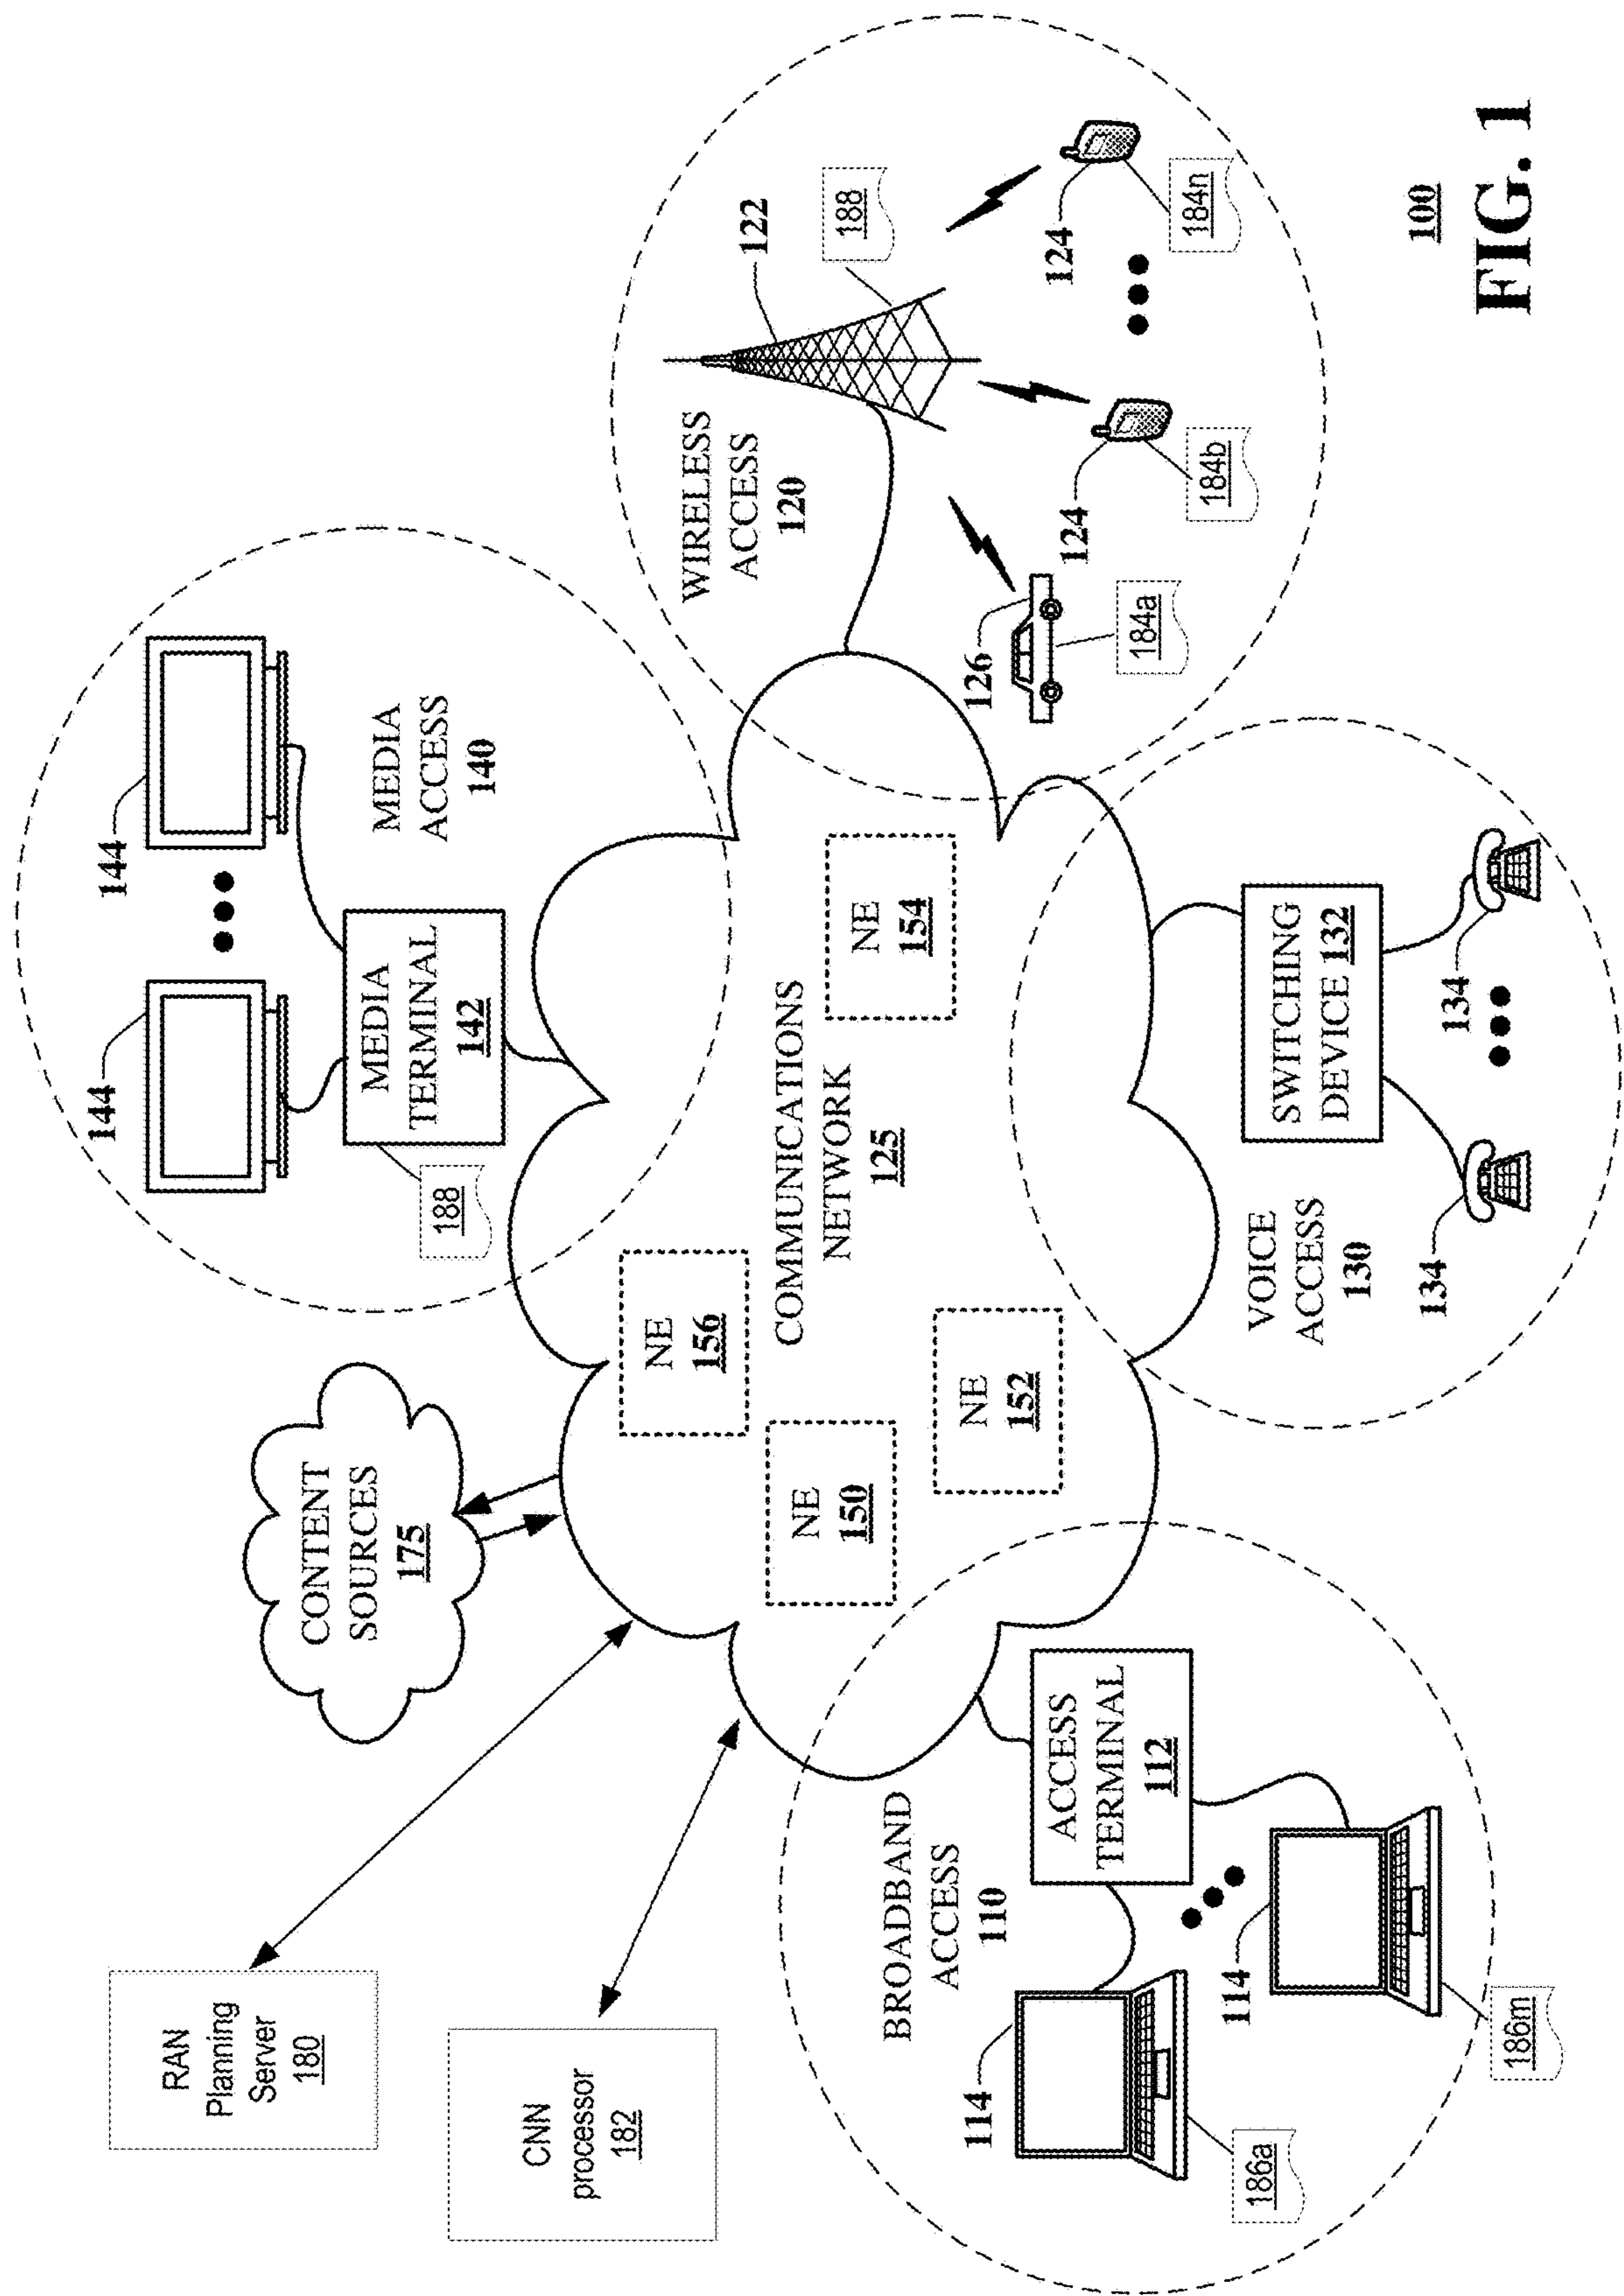 RAN
Planning
Server
180
CNN
processor
182
CONTENT
SOURCES
175
144
144
188
MEDIA
TERMINAL
142
MEDIA
ACCESS
140
NE
156
NE
150
NE
152
NE
154
COMMUNICATIONS
NETWORK
125
WIRELESS
ACCESS
120
122
188
126
184a
124
184b
124
184n
BROADBAND
ACCESS
110
ACCESS
TERMINAL
112
114
186a
114
186m
VOICE
ACCESS
130
SWITCHING
DEVICE 132
134
134
100
FIG. 1